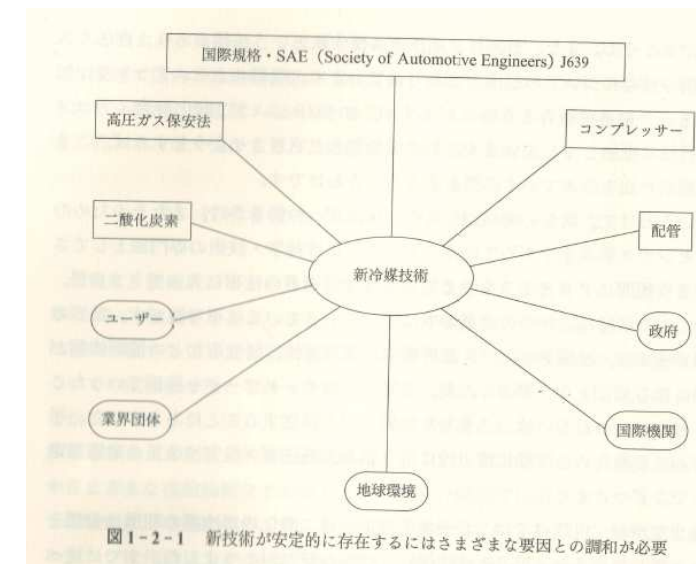 国際規格・SAE（Society of Automotive Engineers）J639
高圧ガス保安法
コンプレッサー
二酸化炭素
配管
新冷媒技術
ユーザー
政府
業界団体
国際機関
地球環境
図1-2-1　新技術が安定的に存在するにはさまざまな要因との調和が必要